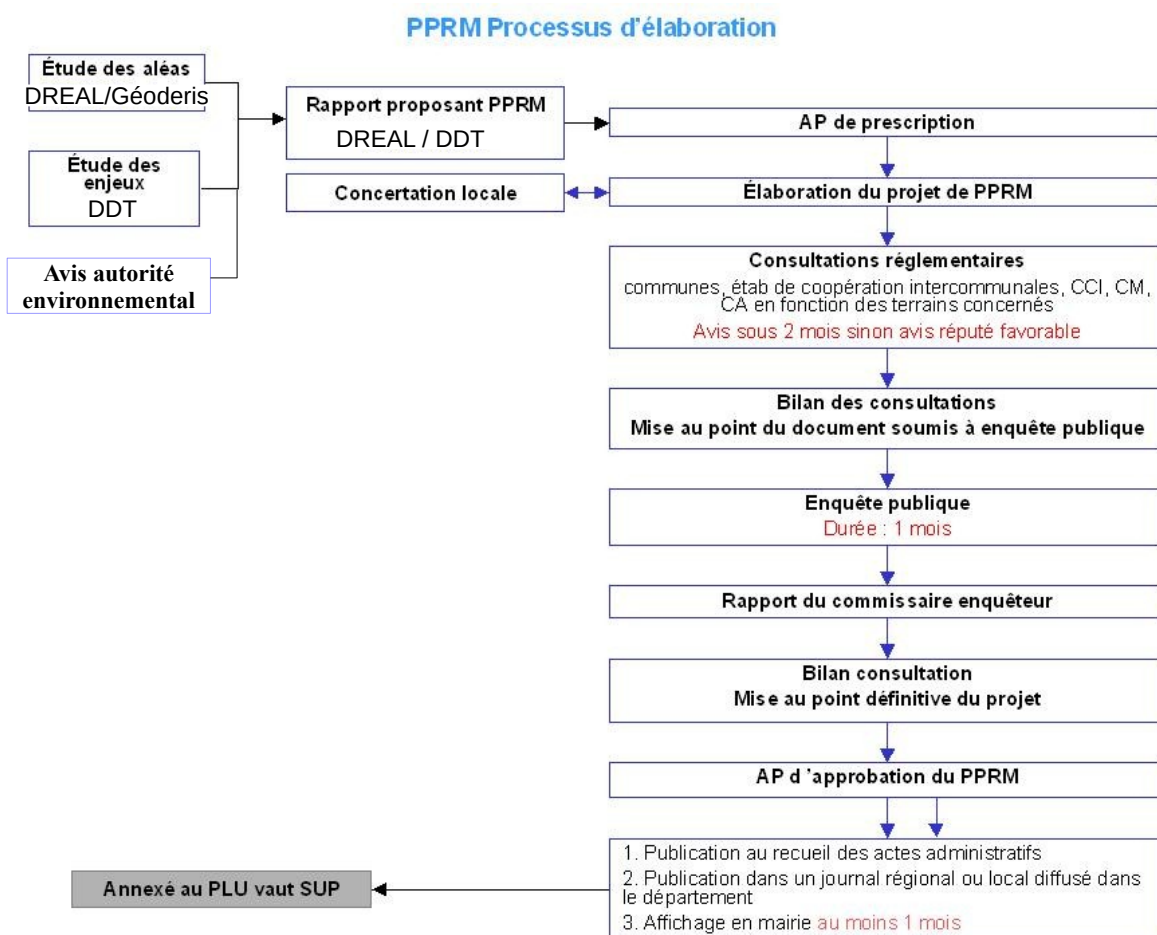 PPRM Processus d'élaboration
Étude des aléas
DREAL/Géoderis
Étude des
enjeux
DDT
Avis autorité
environnemental
Rapport proposant PPRM
DREAL / DDT
Concertation locale
AP de prescription
Élaboration du projet de PPRM
Consultations réglementaires
communes, étab de coopération intercommunales, CCI, CM,
CA en fonction des terrains concernés
Avis sous 2 mois sinon avis réputé favorable
Bilan des consultations
Mise au point du document soumis à enquête publique
Enquête publique
Durée : 1 mois
Rapport du commissaire enquêteur
Bilan consultation
Mise au point définitive du projet
AP d 'approbation du PPRM
1. Publication au recueil des actes administratifs
2. Publication dans un journal régional ou local diffusé dans
le département
3. Affichage en mairie au moins 1 mois
Annexé au PLU vaut SUP